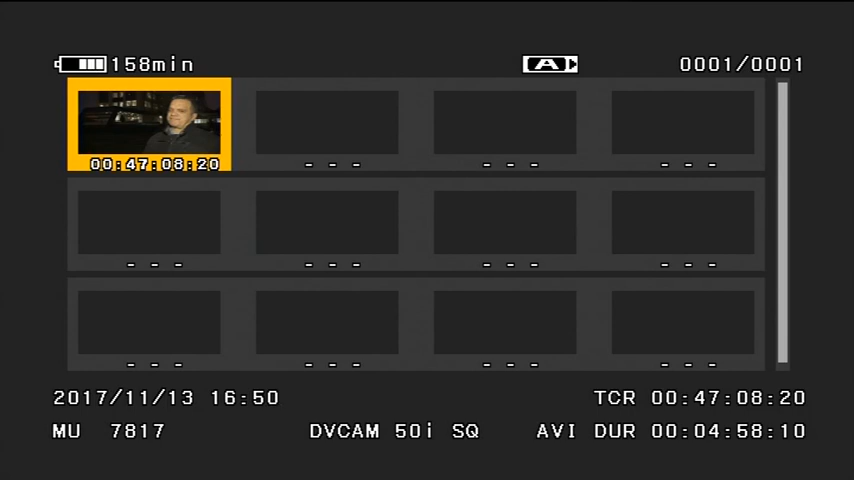 158min A 0001/0001
00:47:08:20 - - - - - - - - -
- - - - - - - - - - - -
- - - - - - - - - - - -
2017/11/13 16:50 TCR 00:47:08:20
MU 7817 DVCAM 50i SQ AVI DUR 00:04:58:10